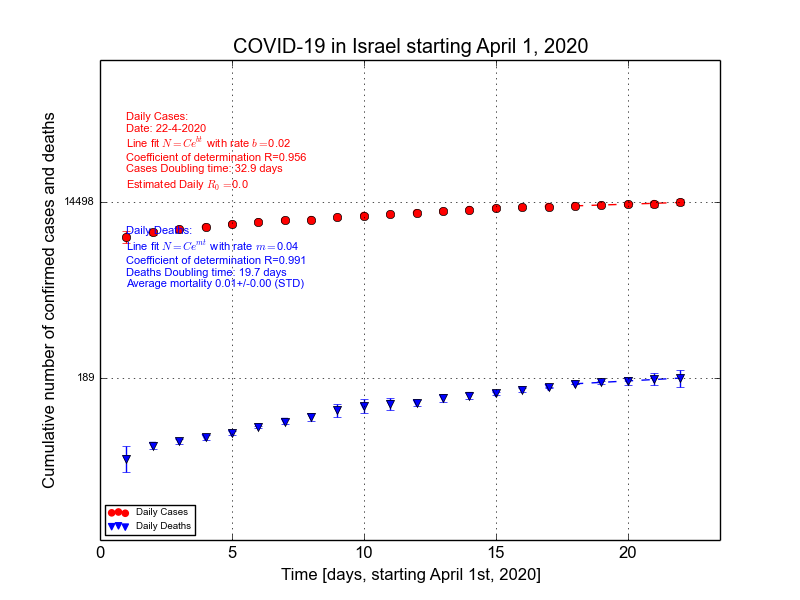 COVID-19 in Israel starting April 1, 2020
Cumulative number of confirmed cases and deaths
Daily Cases:
Date: 22-4-2020
Line fit N = Ce^{bt} with rate b =0.02
Coefficient of determination R=0.956
Cases Doubling time: 32.9 days
Estimated Daily R_0 =0.0
14498
Daily Deaths:
Line fit N = Ce^{mt} with rate m =0.04
Coefficient of determination R=0.991
Deaths Doubling time: 19.7 days
Average mortality 0.01+/-0.00 (STD)
189
Daily Cases
Daily Deaths
0 5 10 15 20
Time [days, starting April 1st, 2020]